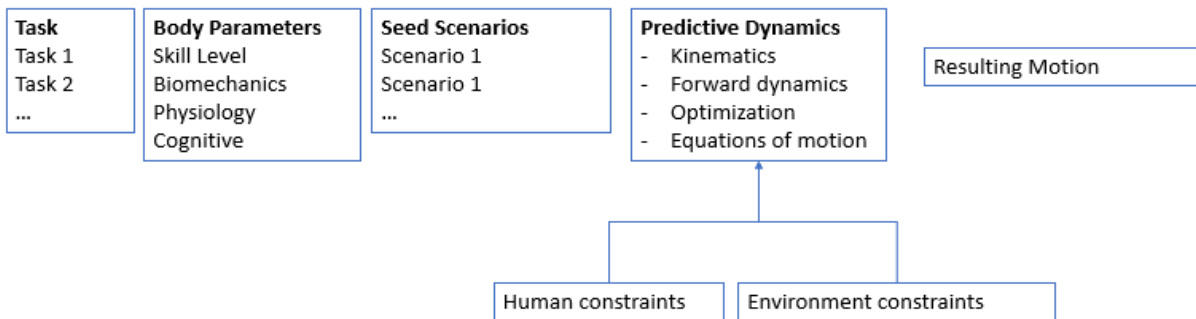 Task
Task 1
Task 2
...
Body Parameters
Skill Level
Biomechanics
Physiology
Cognitive
Seed Scenarios
Scenario 1
Scenario 1
...
Predictive Dynamics
- Kinematics
- Forward dynamics
- Optimization
- Equations of motion
Resulting Motion
Human constraints
Environment constraints